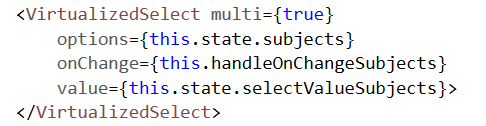 <VirtualizedSelect multi={true}
options={this.state.subjects}
onChange={this.handleOnChangeSubjects}
value={this.state.selectValueSubjects}>
</VirtualizedSelect>